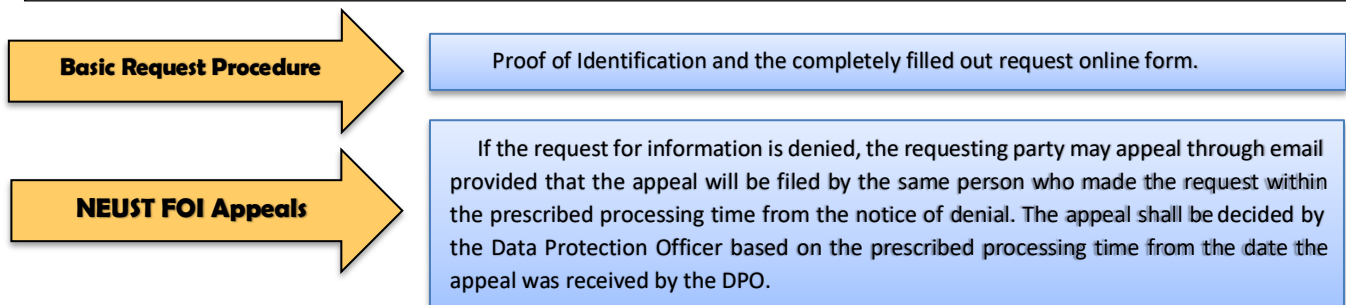 Basic Request Procedure
Proof of Identification and the completely filled out request online form.
NEUST FOI Appeals
If the request for information is denied, the requesting party may appeal through email
provided that the appeal will be filed by the same person who made the request within
the prescribed processing time from the notice of denial. The appeal shall be decided by
the Data Protection Officer based on the prescribed processing time from the date the
appeal was received by the DPO.